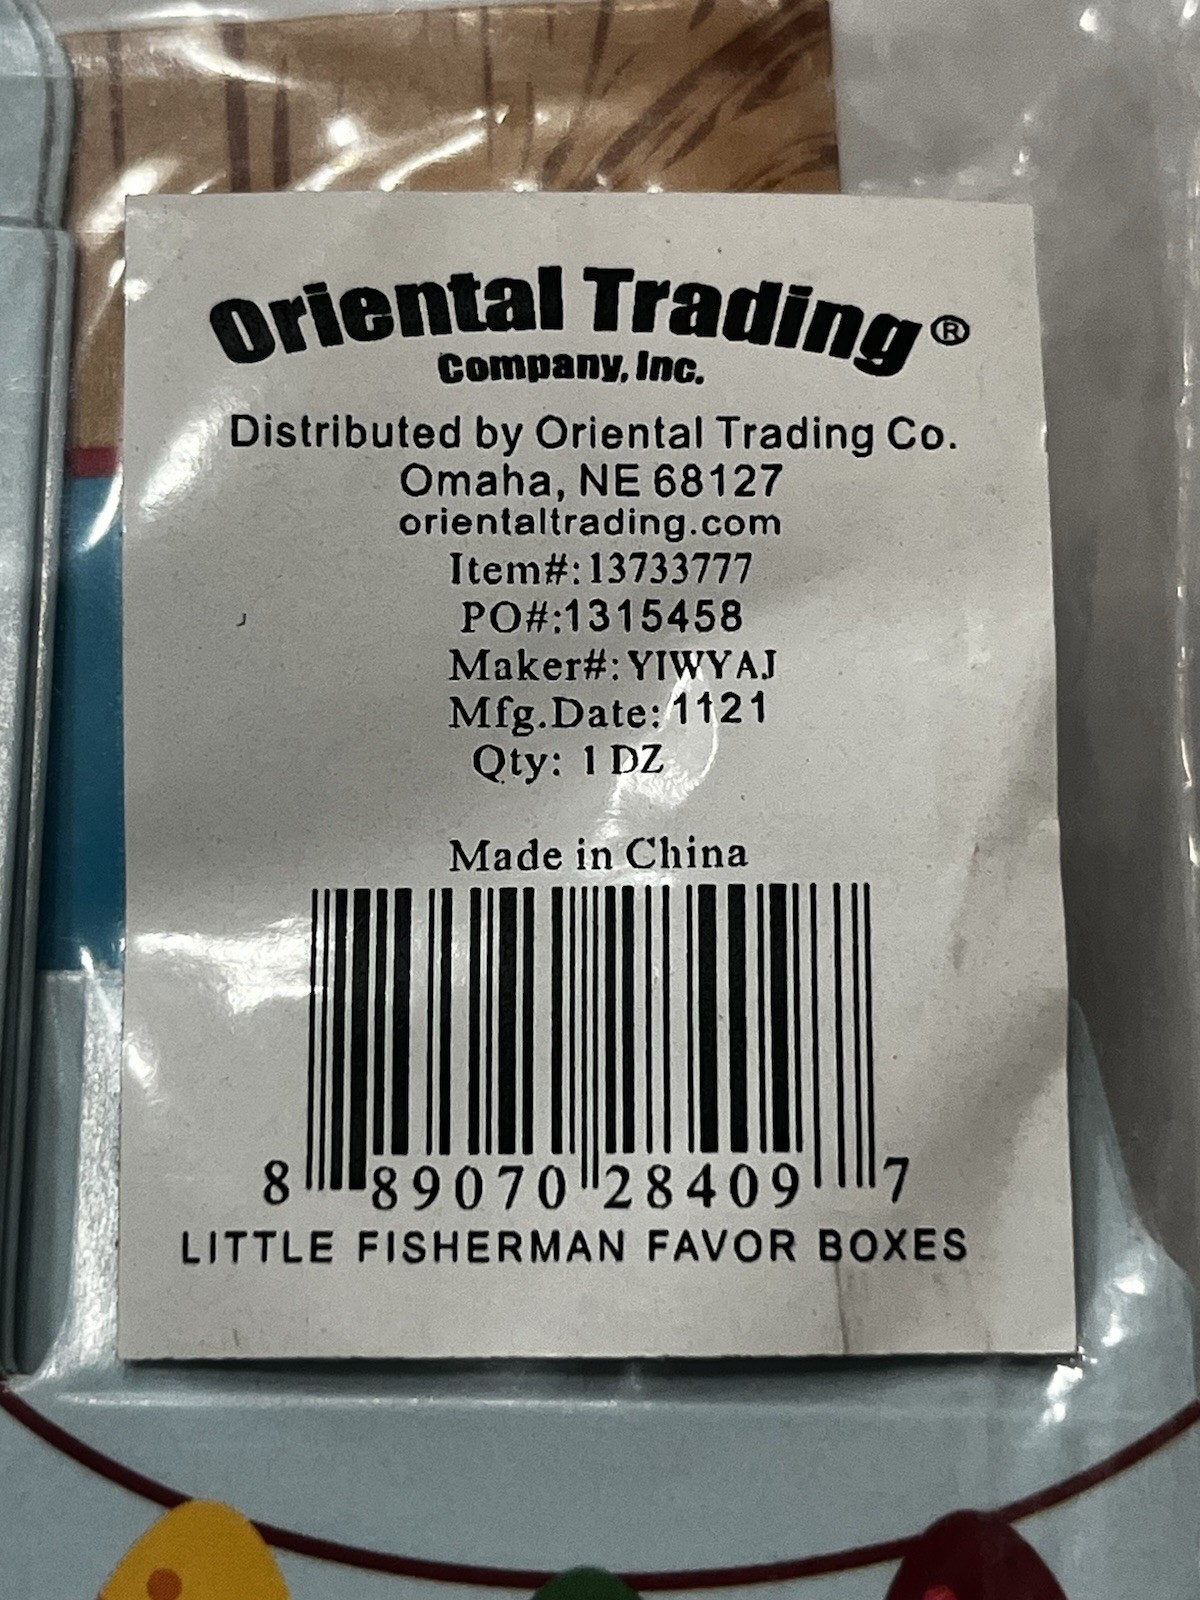 Oriental Trading®
Company, Inc.
Distributed by Oriental Trading Co.
Omaha, NE 68127
orientaltrading.com
Item#: 13733777
PO#:1315458
Maker#: YIWYAJ
Mfg.Date: 1121
Qty: 1 DZ
Made in China
8 89070 28409 7
LITTLE FISHERMAN FAVOR BOXES